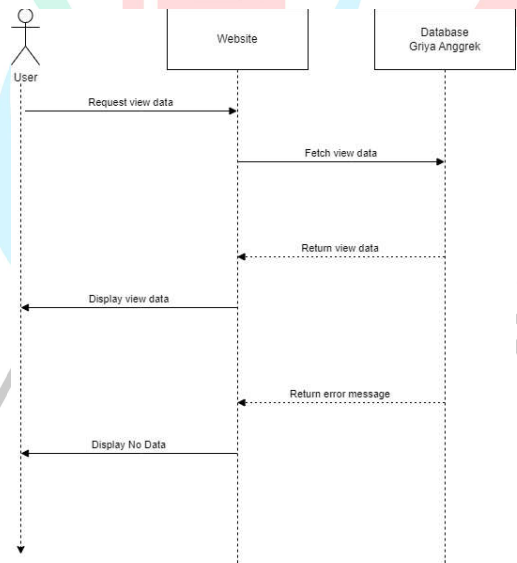 Website
Database
Griya Anggrek
User
Request view data
Fetch view data
Return view data
Display view data
Return error message
Display No Data